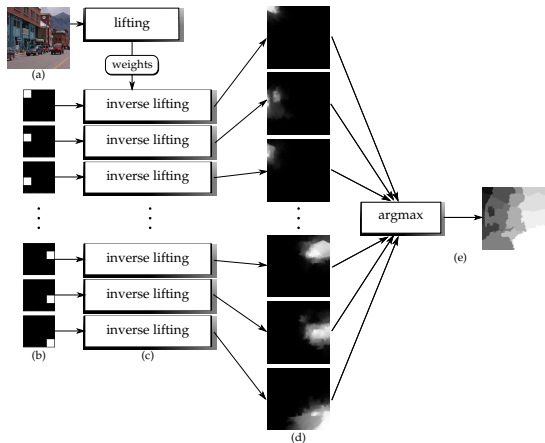 lifting
(a)
weights
inverse lifting
inverse lifting
inverse lifting
argmax
(e)
inverse lifting
inverse lifting
inverse lifting
(b)
(c)
(d)